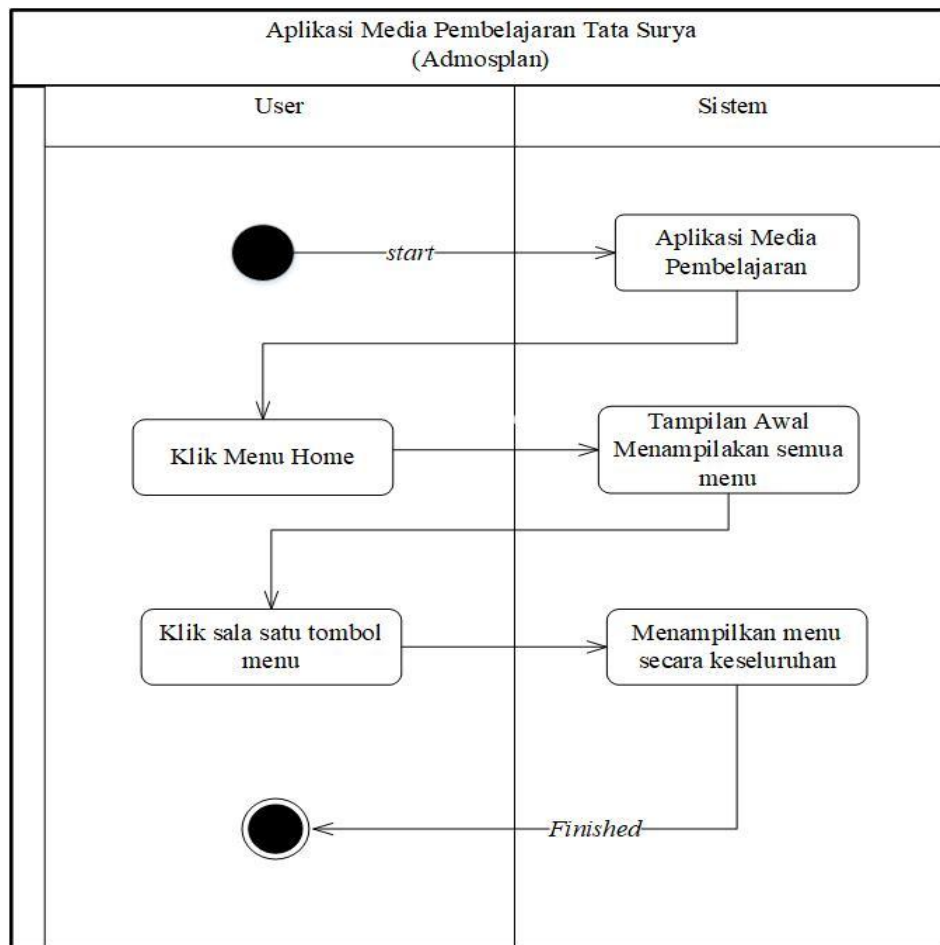 Aplikasi Media Pembelajaran Tata Surya
(Admosplan)
User
Sistem
start
Aplikasi Media
Pembelajaran
Klik Menu Home
Tampilan Awal
Menampilakan semua
menu
Klik sala satu tombol
menu
Menampilkan menu
secara keseluruhan
Finished